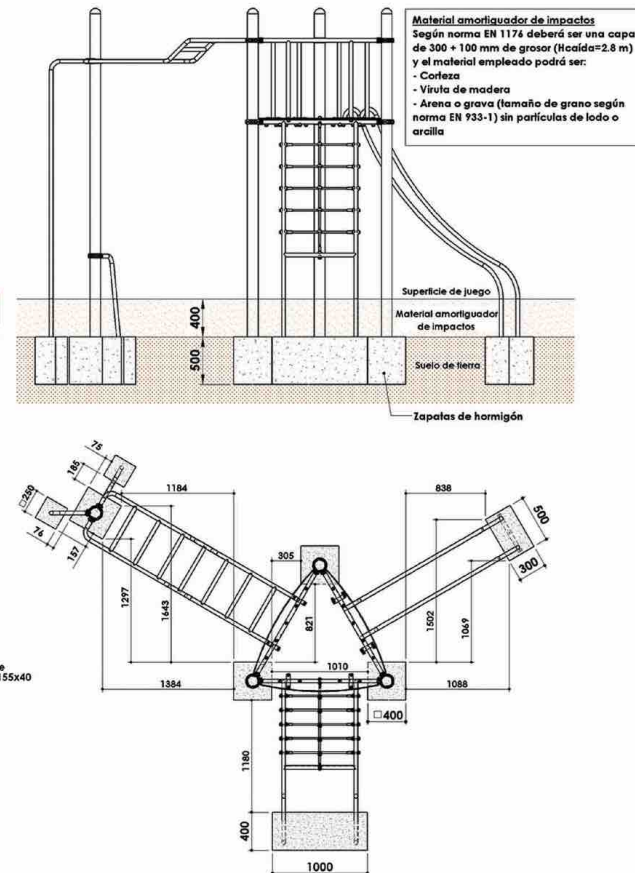 Material amortiguador de impactos
Según norma EN 1176 deberá ser una capa
de 300 + 100 mm de grosor (Hcaída=2.8 m)
y el material empleado podrá ser:
- Corteza
- Viruta de madera
- Arena o grava (tamaño de grano según
norma EN 933-1) sin partículas de lodo o
arcilla
Superficie de juego
400
Material amortiguador
de impactos
500
Suelo de tierra
Zapatas de hormigón
75
185
□250
76
157
1184
838
500
300
305
1297
1643
821
1502
1069
e
155x40
1384
1010
1088
□400
1180
400
1000